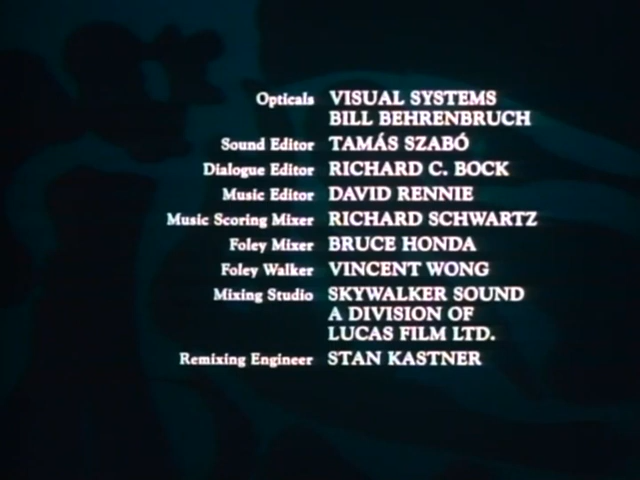 Opticals VISUAL SYSTEMS
BILL BEHRENBRUCH
Sound Editor TAMÁS SZABÓ
Dialogue Editor RICHARD C. BOCK
Music Editor DAVID RENNIE
Music Scoring Mixer RICHARD SCHWARTZ
Foley Mixer BRUCE HONDA
Foley Walker VINCENT WONG
Mixing Studio SKYWALKER SOUND
A DIVISION OF
LUCAS FILM LTD.
Remixing Engineer STAN KASTNER